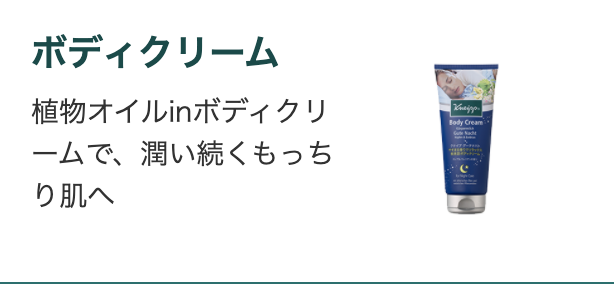 ボディクリーム
植物オイルinボディクリ
ームで、潤い続くもっち
り肌へ
Kneipp
Body Cream
Gute Nacht